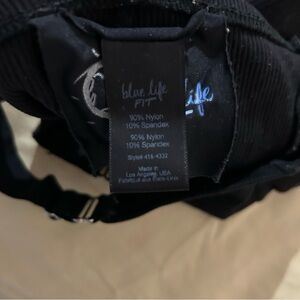 blue life
FIT
90% Nylon
10% Spandex
90% Nylon
10% Spandex
Style# 418-4332
Made in
Los Angeles, USA
life